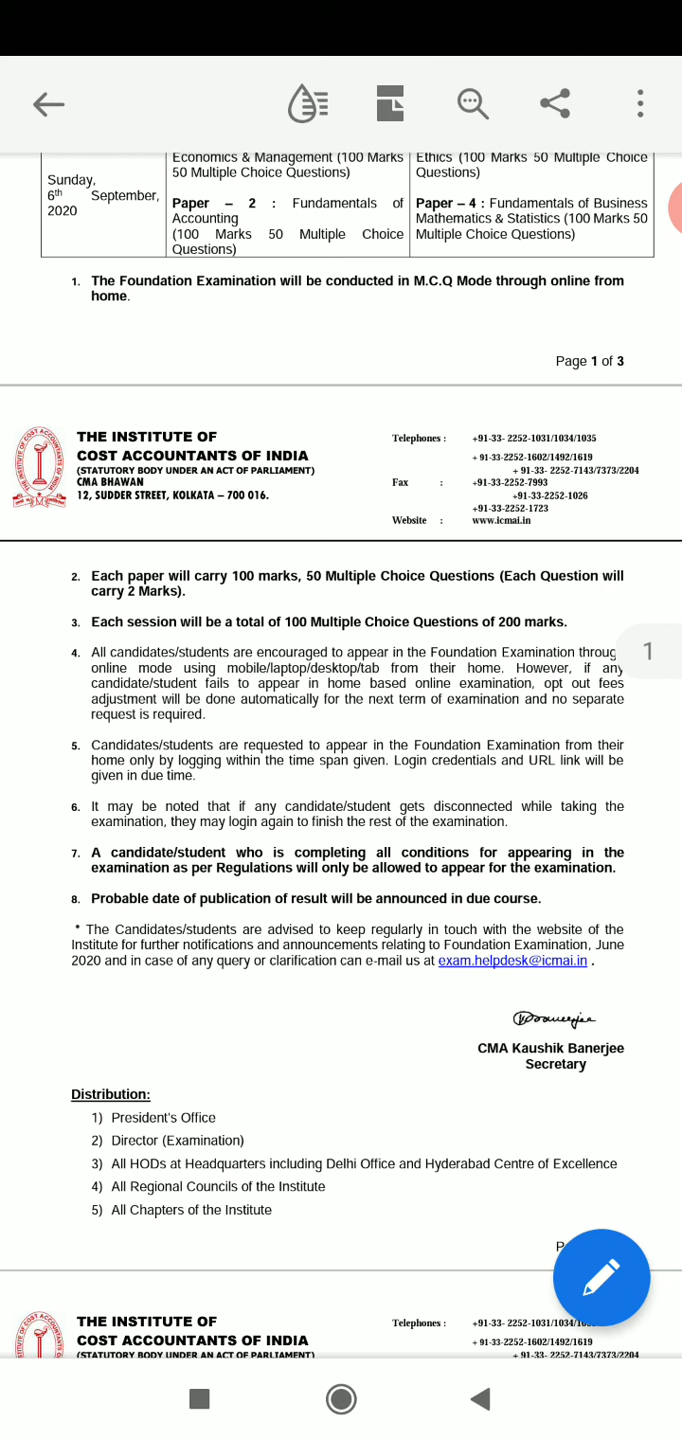 Economics & Management (100 Marks 50 Multiple Choice Questions)
Ethics (100 Marks 50 Multiple Choice Questions)
Sunday,
6th September,
2020
Paper – 2 : Fundamentals of
Accounting
(100 Marks 50 Multiple Choice
Questions)
Paper – 4 : Fundamentals of Business
Mathematics & Statistics (100 Marks 50
Multiple Choice Questions)
1. The Foundation Examination will be conducted in M.C.Q Mode through online from
home.
Page 1 of 3
THE INSTITUTE OF
COST ACCOUNTANTS OF INDIA
(STATUTORY BODY UNDER AN ACT OF PARLIAMENT)
CMA BHAWAN
12, SUDDER STREET, KOLKATA – 700 016.
Telephones : +91-33- 2252-1031/1034/1035
+ 91-33-2252-1602/1492/1619
+ 91-33- 2252-7143/7373/2204
Fax : +91-33-2252-7993
+91-33-2252-1026
+91-33-2252-1723
Website : www.icmai.in
2. Each paper will carry 100 marks, 50 Multiple Choice Questions (Each Question will
carry 2 Marks).
3. Each session will be a total of 100 Multiple Choice Questions of 200 marks.
4. All candidates/students are encouraged to appear in the Foundation Examination throug
online mode using mobile/laptop/desktop/tab from their home. However, if any
candidate/student fails to appear in home based online examination, opt out fees
adjustment will be done automatically for the next term of examination and no separate
request is required.
1
5. Candidates/students are requested to appear in the Foundation Examination from their
home only by logging within the time span given. Login credentials and URL link will be
given in due time.
6. It may be noted that if any candidate/student gets disconnected while taking the
examination, they may login again to finish the rest of the examination.
7. A candidate/student who is completing all conditions for appearing in the
examination as per Regulations will only be allowed to appear for the examination.
8. Probable date of publication of result will be announced in due course.
* The Candidates/students are advised to keep regularly in touch with the website of the
Institute for further notifications and announcements relating to Foundation Examination, June
2020 and in case of any query or clarification can e-mail us at exam.helpdesk@icmai.in .
CMA Kaushik Banerjee
Secretary
Distribution:
1) President's Office
2) Director (Examination)
3) All HODs at Headquarters including Delhi Office and Hyderabad Centre of Excellence
4) All Regional Councils of the Institute
5) All Chapters of the Institute
THE INSTITUTE OF
COST ACCOUNTANTS OF INDIA
(STATUTORY BODY UNDER AN ACT OF PARLIAMENT)
Telephones : +91-33- 2252-1031/1034/
+ 91-33-2252-1602/1492/1619
+ 91-33- 2252-7143/7373/2204